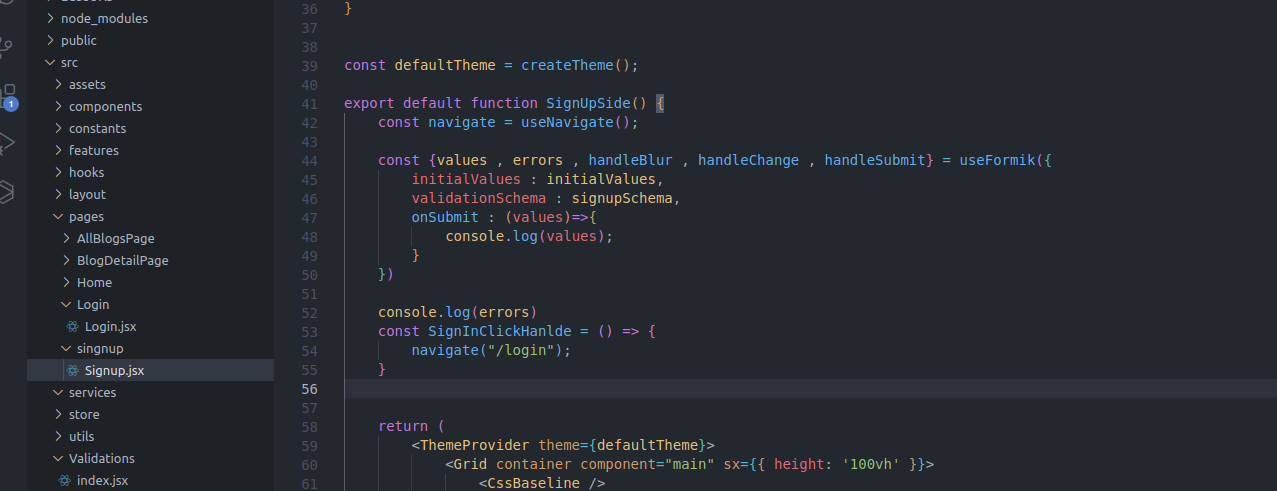 node_modules
public
src
assets
components
constants
features
hooks
layout
pages
AllBlogsPage
BlogDetailPage
Home
Login
Login.jsx
singnup
Signup.jsx
services
store
utils
Validations
index.jsx
1
36 }
37
38
39 const defaultTheme = createTheme();
40
41 export default function SignUpSide() {
42 const navigate = useNavigate();
43
44 const {values , errors , handleBlur , handleChange , handleSubmit} = useFormik({
45 initialValues : initialValues,
46 validationSchema : signupSchema,
47 onSubmit : (values)=>{
48 console.log(values);
49 }
50 })
51
52 console.log(errors)
53 const SignInClickHanlde = () => {
54 navigate("/login");
55 }
56
57
58 return (
59 <ThemeProvider theme={defaultTheme}>
60 <Grid container component="main" sx={{ height: '100vh' }}>
61 <CssBaseline />